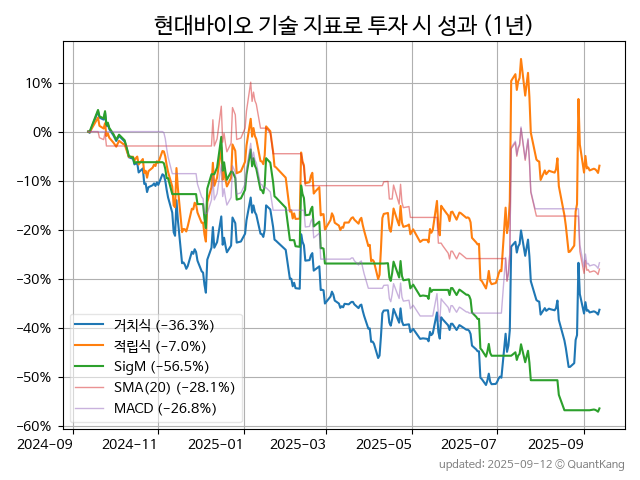 현대바이오 기술 지표로 투자 시 성과 (1년)
10%
0%
−10%
−20%
−30%
−40%
−50%
−60%
거치식 (−36.3%)
적립식 (−7.0%)
SigM (−56.5%)
SMA(20) (−28.1%)
MACD (−26.8%)
2024-09
2024-11
2025-01
2025-03
2025-05
2025-07
2025-09
updated: 2025-09-12 © QuantKang